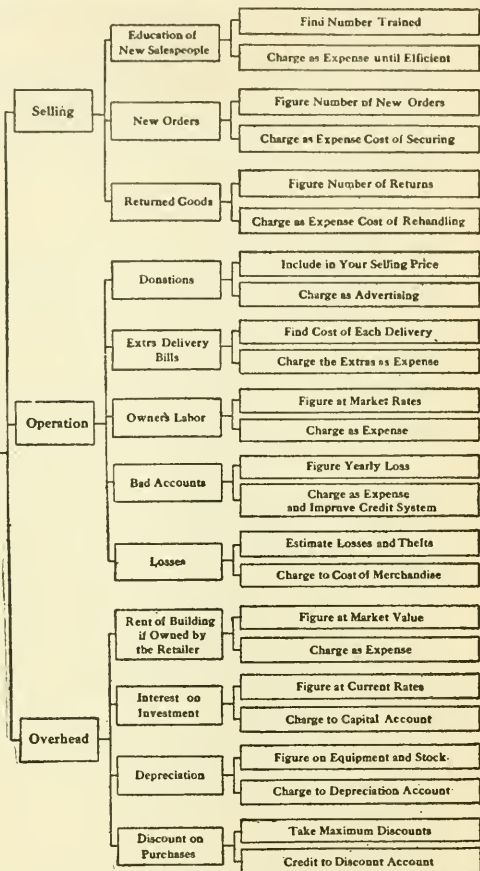 Selling
Education of
New Salespeople
Find Number Trained
Charge as Expense until Efficient
New Orders
Figure Number of New Orders
Charge as Expense Cost of Securing
Returned Goods
Figure Number of Returns
Charge as Expense Cost of Rehandling
Operation
Donations
Include in Your Selling Price
Charge as Advertising
Extra Delivery
Bills
Find Cost of Each Delivery
Charge the Extras as Expense
Owner's Labor
Figure at Market Rates
Charge as Expense
Bad Accounts
Figure Yearly Loss
Charge as Expense
and Improve Credit System
Losses
Estimate Losses and Thefts
Charge to Cost of Merchandise
Overhead
Rent of Building
if Owned by
the Retailer
Figure at Market Value
Charge as Expense
Interest on
Investment
Figure at Current Rates
Charge to Capital Account
Depreciation
Figure on Equipment and Stock
Charge to Depreciation Account
Discount on
Purchases
Take Maximum Discounts
Credit to Discount Account